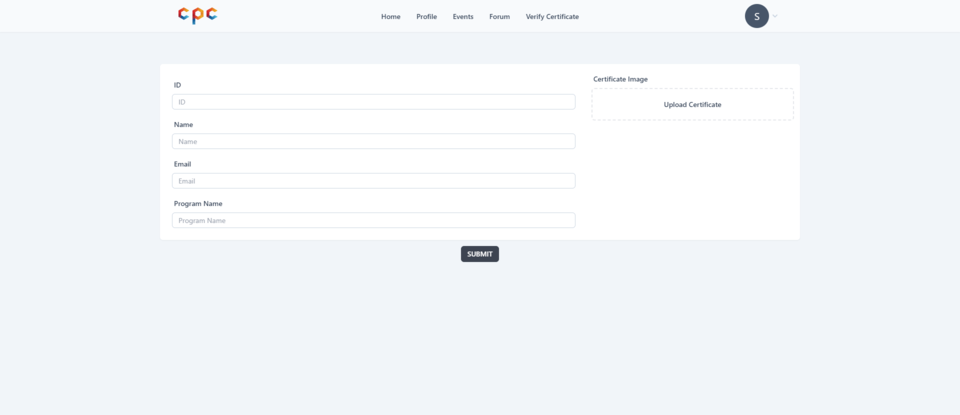 cpc
Home Profile Events Forum Verify Certificate
S
ID
ID
Name
Name
Email
Email
Program Name
Program Name
Certificate Image
Upload Certificate
SUBMIT